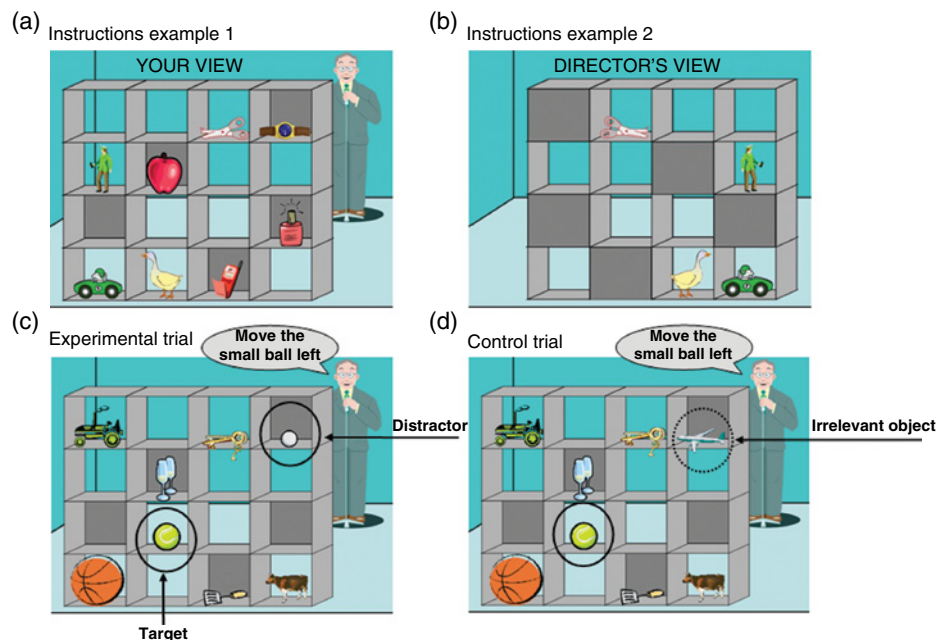 (a) Instructions example 1
YOUR VIEW
(b) Instructions example 2
DIRECTOR'S VIEW
(c) Experimental trial
Move the
small ball left
Distractor
Target
(d) Control trial
Move the
small ball left
Irrelevant object